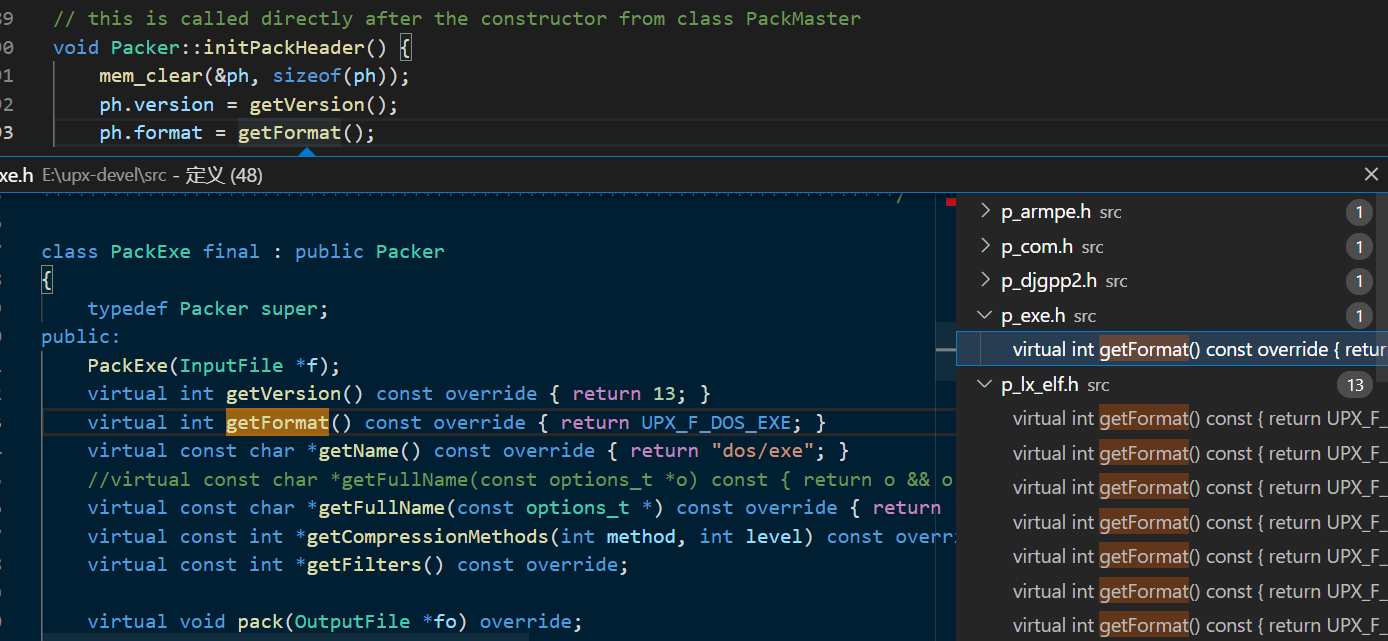 // this is called directly after the constructor from class PackMaster
void Packer::initPackHeader() {
mem_clear(&ph, sizeof(ph));
ph.version = getVersion();
ph.format = getFormat();
xe.h E:\upx-devel\src - 定义 (48)
class PackExe final : public Packer
{
typedef Packer super;
public:
PackExe(InputFile *f);
virtual int getVersion() const override { return 13; }
virtual int getFormat() const override { return UPX_F_DOS_EXE; }
virtual const char *getName() const override { return "dos/exe"; }
//virtual const char *getFullName(const options_t *o) const { return o && o
virtual const char *getFullName(const options_t *) const override { return
virtual const int *getCompressionMethods(int method, int level) const overri
virtual const int *getFilters() const override;
virtual void pack(OutputFile *fo) override;
p_armpe.h src 1
p_com.h src 1
p_djgpp2.h src 1
p_exe.h src 1
virtual int getFormat() const override { retur
p_lx_elf.h src 13
virtual int getFormat() const { return UPX_F_
virtual int getFormat() const { return UPX_F_
virtual int getFormat() const { return UPX_F_
virtual int getFormat() const { return UPX_F_
virtual int getFormat() const { return UPX_F_
virtual int getFormat() const { return UPX_F_
virtual int getFormat() const { return UPX_F_